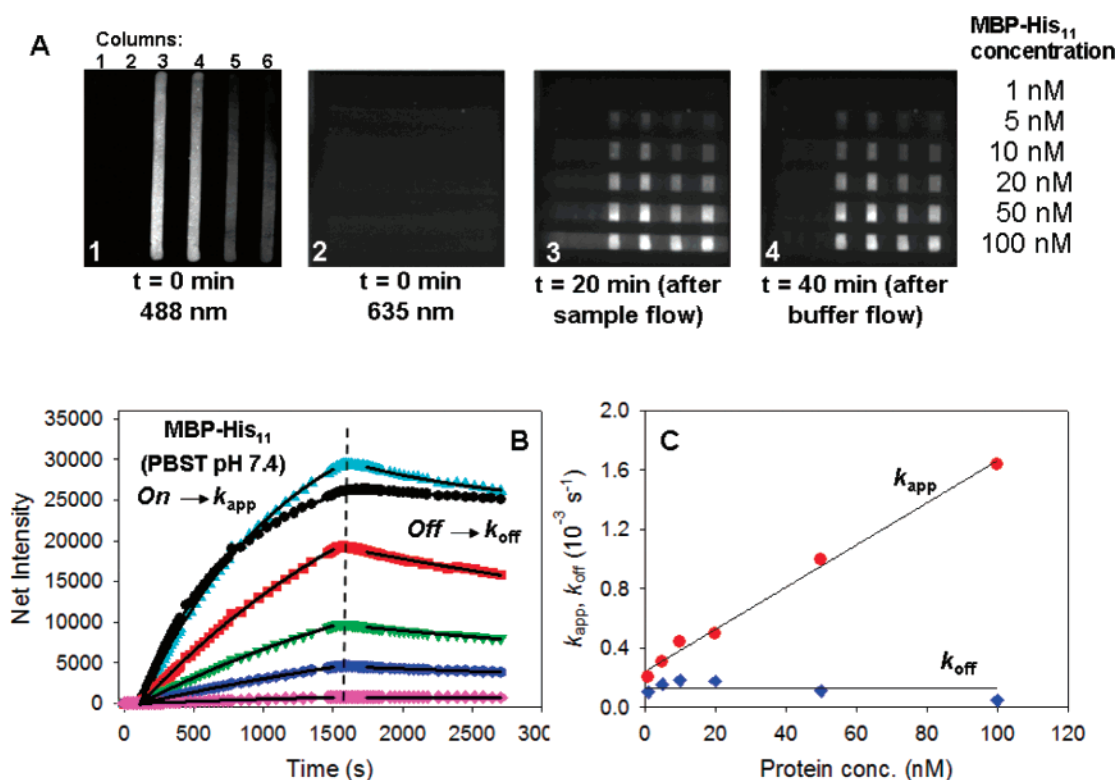 A
Columns:
1 2 3 4 5 6
MBP-His₁₁
concentration
1 nM
5 nM
10 nM
20 nM
50 nM
100 nM
1
2
3
4
t = 0 min
488 nm
t = 0 min
635 nm
t = 20 min (after
sample flow)
t = 40 min (after
buffer flow)
B
MBP-His₁₁
(PBST pH 7.4)
On → kapp
Off → koff
Net Intensity
35000
30000
25000
20000
15000
10000
5000
0
0 500 1000 1500 2000 2500
Time (s)
C
kapp
koff
kapp, koff (10⁻³ s⁻¹)
2.0
1.6
1.2
0.8
0.4
0.0
0 20 40 60 80 100 120
Protein conc. (nM)